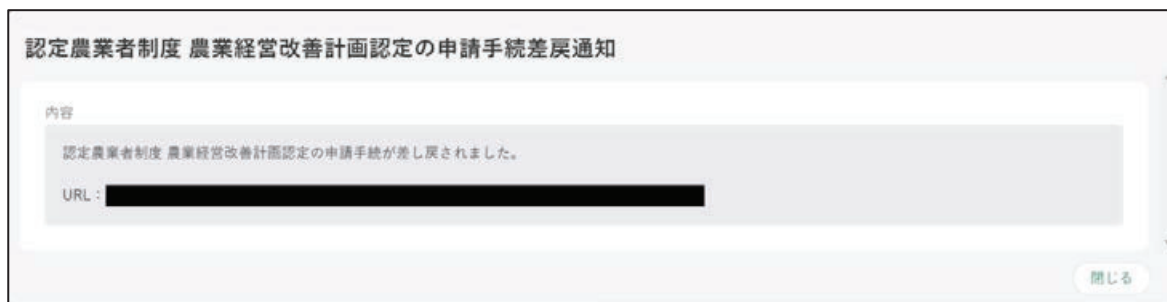 認定農業者制度 農業経営改善計画認定の申請手続差戻通知
内容
認定農業者制度 農業経営改善計画認定の申請手続が差し戻されました。
URL：
閉じる